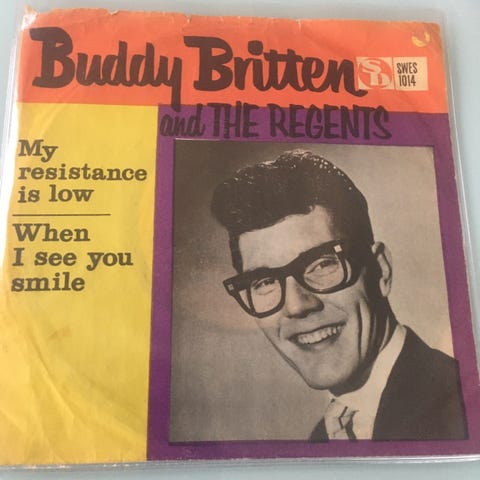 Buddy Britten
SD
SWES
1014
and THE REGENTS
My
resistance
is low
When
I see you
smile